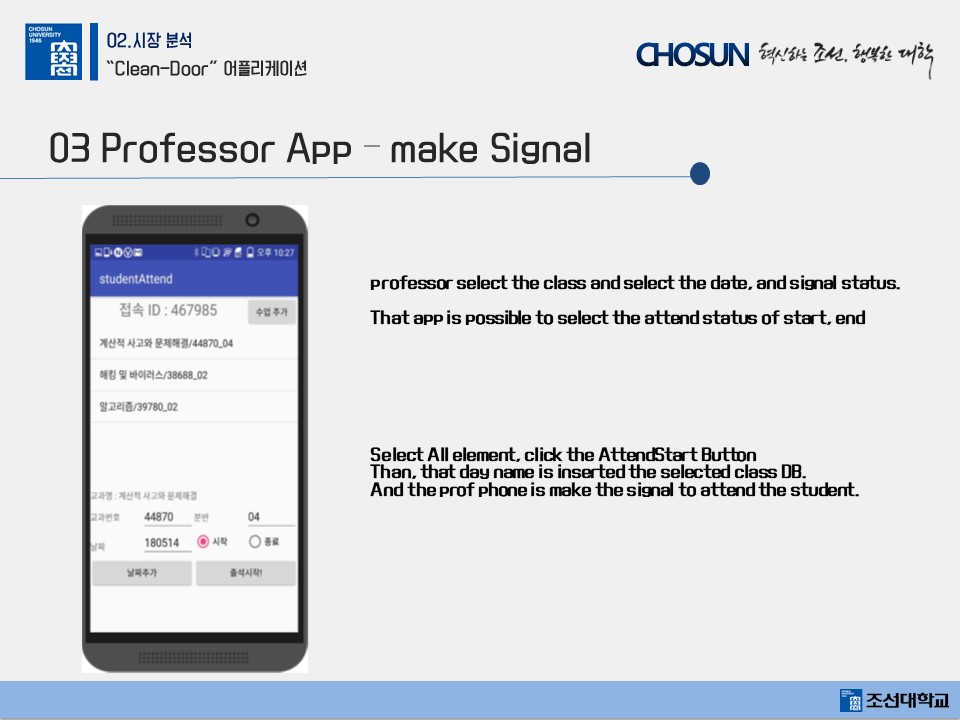 CHOSUN
UNIVERSITY
1946
02.시장 분석
“Clean-Door” 어플리케이션
CHOSUN 혁신하는 조선, 행복한 대학
03 Professor App – make Signal
오후 10:27
studentAttend
접속 ID : 467985
수업 추가
계산적 사고와 문제해결/44870_04
해킹 및 바이러스/38688_02
알고리즘/39780_02
교과명 : 계산적 사고와 문제해결
교과번호 44870 분반 04
날짜 180514 시작 종료
날짜추가 출석시작!
professor select the class and select the date, and signal status.
That app is possible to select the attend status of start, end
Select All element, click the AttendStart Button
Than, that day name is inserted the selected class DB.
And the prof phone is make the signal to attend the student.
조선대학교